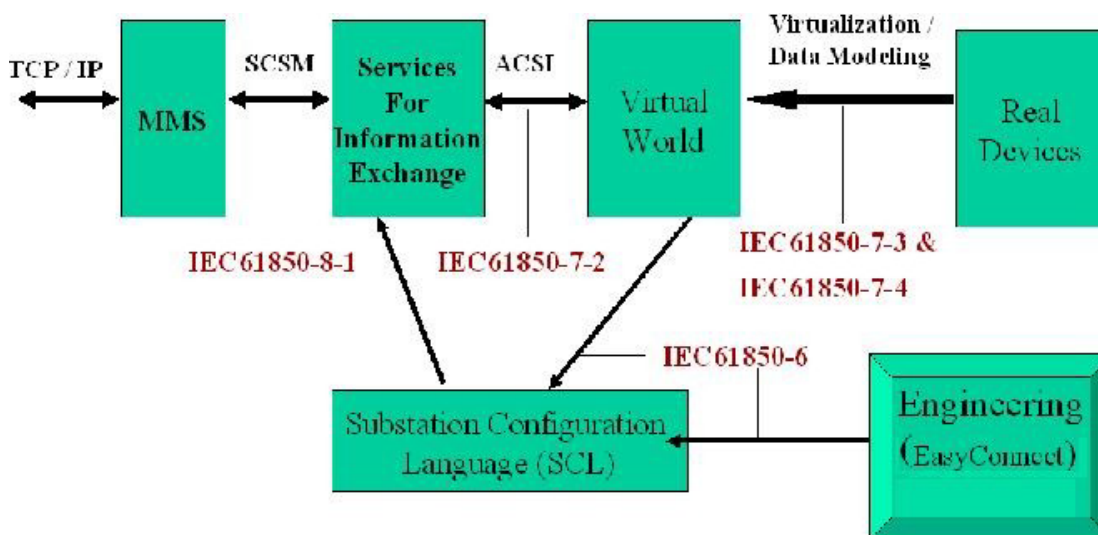 TCP / IP
MMS
SCSM
Services
For
Information
Exchange
ACSI
Virtual
World
Virtualization /
Data Modeling
Real
Devices
IEC61850-8-1
IEC61850-7-2
IEC61850-7-3 &
IEC61850-7-4
IEC61850-6
Substation Configuration
Language (SCL)
Engineering
(EasyConnect)